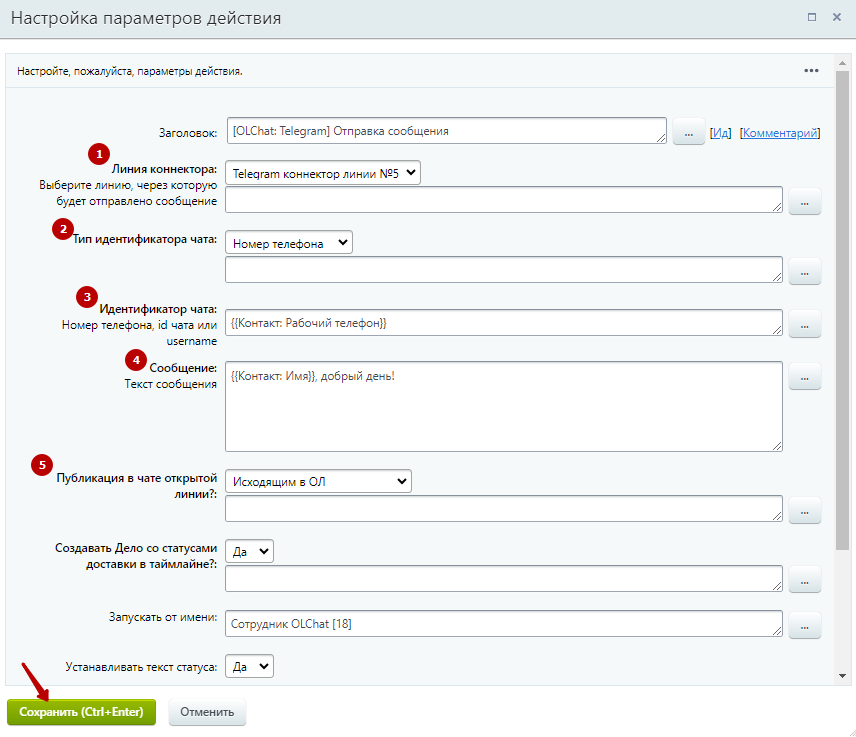 Настройка параметров действия
Настройте, пожалуйста, параметры действия.
...
Заголовок: [OLChat: Telegram] Отправка сообщения ... [Ид] [Комментарий]
1
Линия коннектора: Telegram коннектор линии №5
Выберите линию, через которую
будет отправлено сообщение ...
2
Тип идентификатора чата: Номер телефона
...
3
Идентификатор чата: {{Контакт: Рабочий телефон}} ...
Номер телефона, id чата или
username
4
Сообщение: {{Контакт: Имя}}, добрый день! ...
Текст сообщения
5
Публикация в чате открытой Исходящим в ОЛ
линии?:
...
Создавать Дело со статусами Да
доставки в таймлайне?:
...
Запускать от имени: Сотрудник OLChat [18] ...
Устанавливать текст статуса: Да
Сохранить (Ctrl+Enter) Отменить